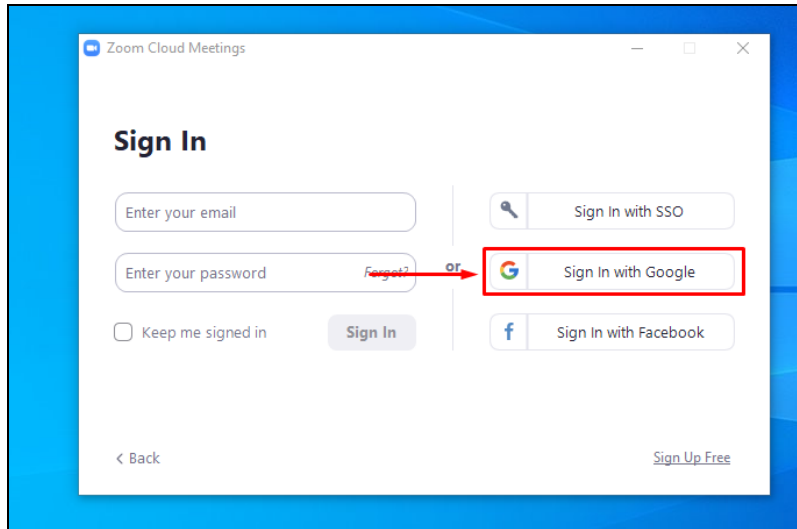 Zoom Cloud Meetings
Sign In
Enter your email
Sign In with SSO
Enter your password Forgot?
or
Sign In with Google
Keep me signed in
Sign In
Sign In with Facebook
Back
Sign Up Free